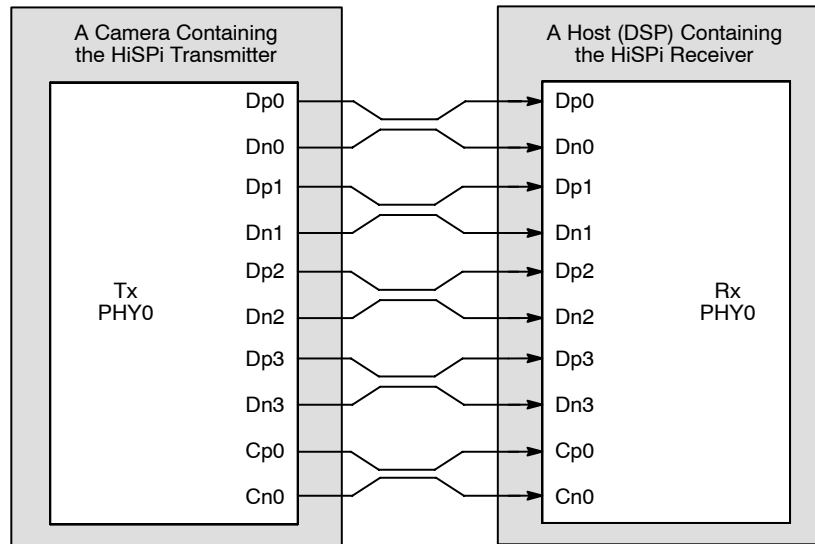 A Camera Containing
the HiSPi Transmitter
A Host (DSP) Containing
the HiSPi Receiver
Tx
PHY0
Dp0
Dn0
Dp1
Dn1
Dp2
Dn2
Dp3
Dn3
Cp0
Cn0
Dp0
Dn0
Dp1
Dn1
Dp2
Dn2
Dp3
Dn3
Cp0
Cn0
Rx
PHY0